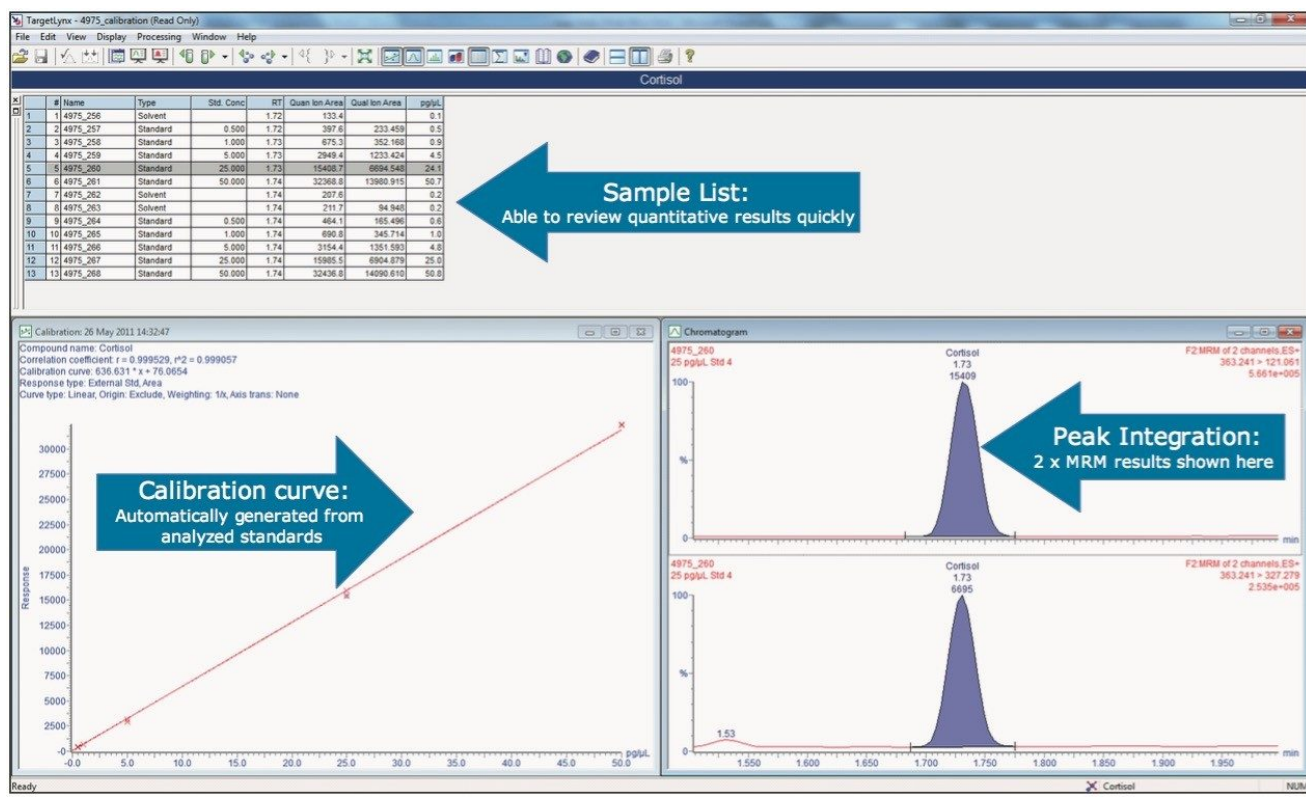 TargetLynx - 4975_calibration (Read Only)
File Edit View Display Processing Window Help
Cortisol
# Name Type Std. Conc RT Quan Ion Area Qual Ion Area pg/µL
1 1 4975_256 Solvent 1.72 133.4 0.1
2 2 4975_257 Standard 0.500 1.72 397.6 233.459 0.5
3 3 4975_258 Standard 1.000 1.73 675.3 352.168 0.9
4 4 4975_259 Standard 5.000 1.73 2949.4 1233.424 4.5
5 5 4975_260 Standard 25.000 1.73 15408.7 6694.548 24.1
6 6 4975_261 Standard 50.000 1.74 32368.8 13980.915 50.7
7 7 4975_262 Solvent 1.74 207.6 0.2
8 8 4975_263 Solvent 1.74 211.7 94.948 0.2
9 9 4975_264 Standard 0.500 1.74 464.1 165.496 0.6
10 10 4975_265 Standard 1.000 1.74 690.8 345.714 1.0
11 11 4975_266 Standard 5.000 1.74 3154.4 1351.593 4.8
12 12 4975_267 Standard 25.000 1.74 15985.5 6904.879 25.0
13 13 4975_268 Standard 50.000 1.74 32436.8 14090.610 50.8
Sample List:
Able to review quantitative results quickly
Calibration: 26 May 2011 14:32:47
Compound name: Cortisol
Correlation coefficient: r = 0.999529, r^2 = 0.999057
Calibration curve: 636.631 * x + 76.0654
Response type: External Std, Area
Curve type: Linear, Origin: Exclude, Weighting: 1/x, Axis trans: None
30000
27500
25000
22500
20000
17500
15000
12500
10000
7500
5000
2500
-0
Response
-0.0 5.0 10.0 15.0 20.0 25.0 30.0 35.0 40.0 45.0 50.0 pg/µL
Calibration curve:
Automatically generated from
analyzed standards
Chromatogram
4975_260
25 pg/µL Std 4
Cortisol
1.73
15409
F2:MRM of 2 channels,ES+
363.241 > 121.061
5.661e+005
100
%
0
min
Peak Integration:
2 x MRM results shown here
4975_260
25 pg/µL Std 4
Cortisol
1.73
6695
F2:MRM of 2 channels,ES+
363.241 > 327.279
2.535e+005
100
%
1.53
0
1.550 1.600 1.650 1.700 1.750 1.800 1.850 1.900 1.950 min
Ready
Cortisol
NUM